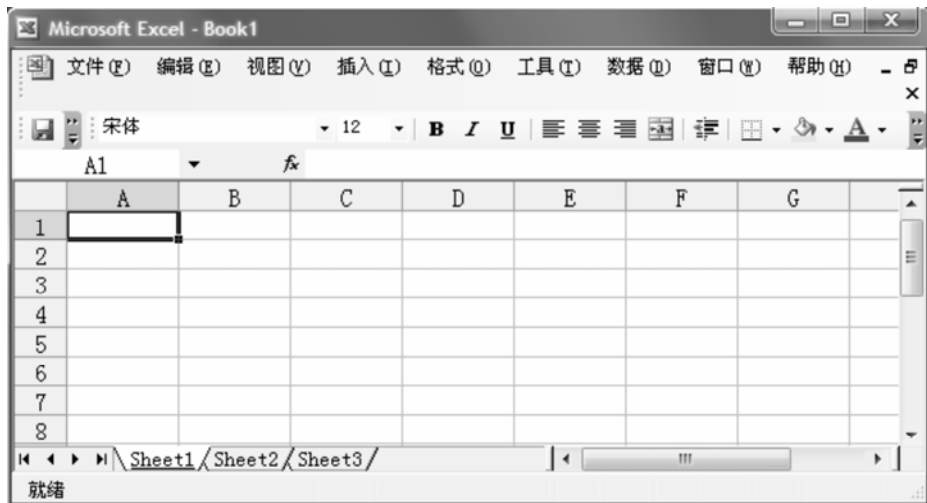 Microsoft Excel - Book1
文件(F) 编辑(E) 视图(V) 插入(I) 格式(O) 工具(T) 数据(D) 窗口(W) 帮助(H)
宋体 12 B I U A
A1 fx
A B C D E F G
1
2
3
4
5
6
7
8
Sheet1 Sheet2 Sheet3
就绪